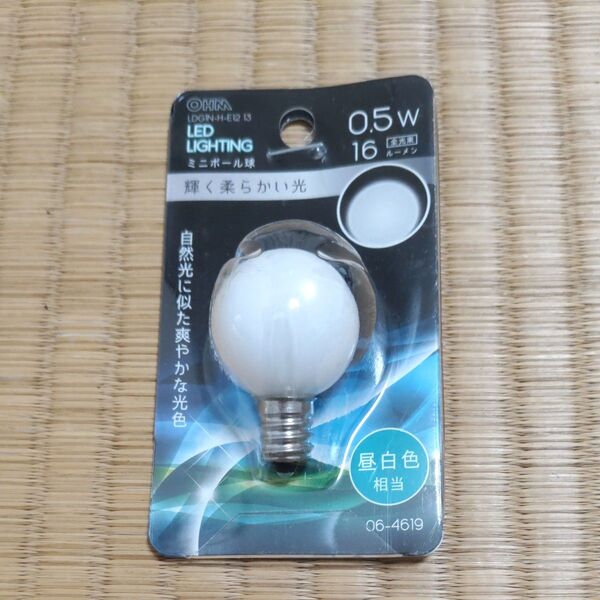 OHM
LDG1N-H-E12 13
LED
LIGHTING
ミニボール球
0.5W
16 全光束
ルーメン
輝く柔らかい光
自然光に似た爽やかな光色
昼白色
相当
06-4619